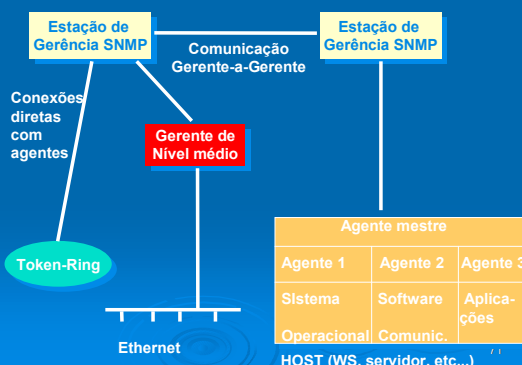 Estação de
Gerência SNMP
Comunicação
Gerente-a-Gerente
Estação de
Gerência SNMP
Conexões
diretas
com
agentes
Gerente de
Nível médio
Token-Ring
Ethernet
Agente mestre
Agente 1 Agente 2 Agente 3
SIstema Software Aplica-
ções
Operacional Comunic.
HOST (WS, servidor, etc...)